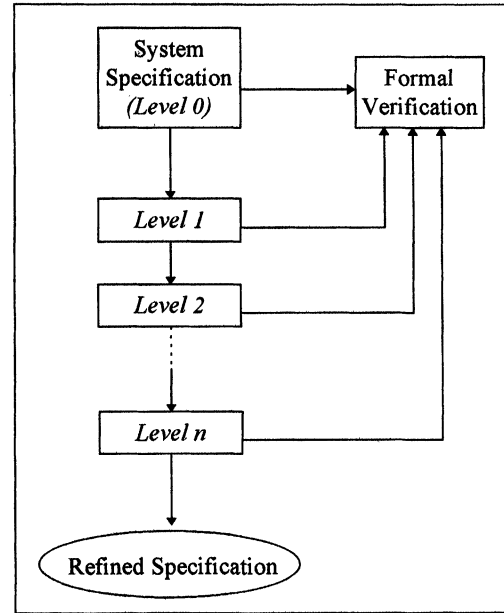 System
Specification
(Level 0)
Formal
Verification
Level 1
Level 2
Level n
Refined Specification